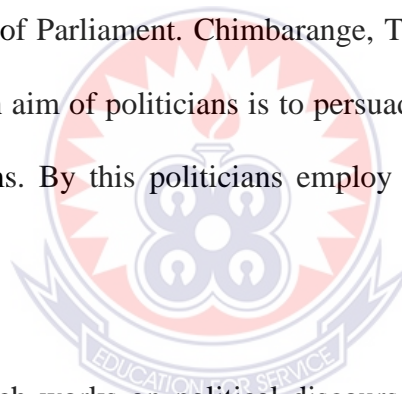 of Parliament. Chimbarange, T
aim of politicians is to persuad
s. By this politicians employ
EDUCATION FOR SERVICE
works on political discours